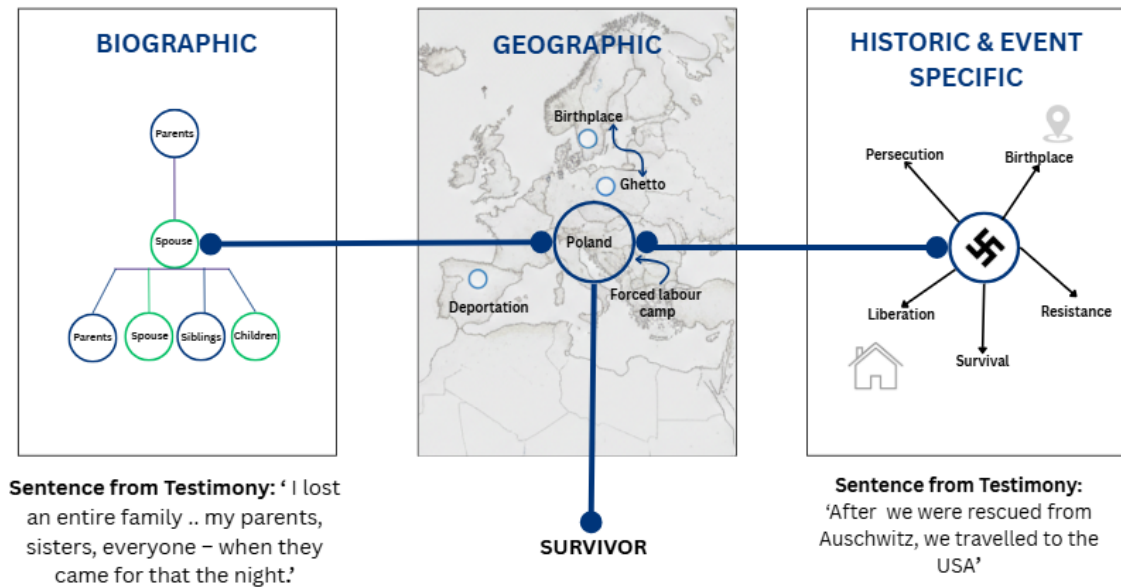 BIOGRAPHIC
Parents
Spouse
Parents
Spouse
Siblings
Children
Sentence from Testimony: ‘ I lost
an entire family .. my parents,
sisters, everyone – when they
came for that the night.’
GEOGRAPHIC
Birthplace
Ghetto
Poland
Deportation
Forced labour
camp
SURVIVOR
HISTORIC & EVENT
SPECIFIC
Persecution
Birthplace
Liberation
Resistance
Survival
Sentence from Testimony:
‘After we were rescued from
Auschwitz, we travelled to the
USA’